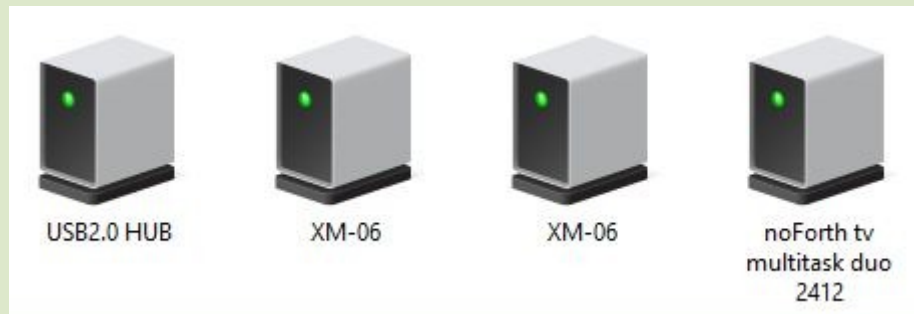 USB2.0 HUB
XM-06
XM-06
noForth tv
multitask duo
2412